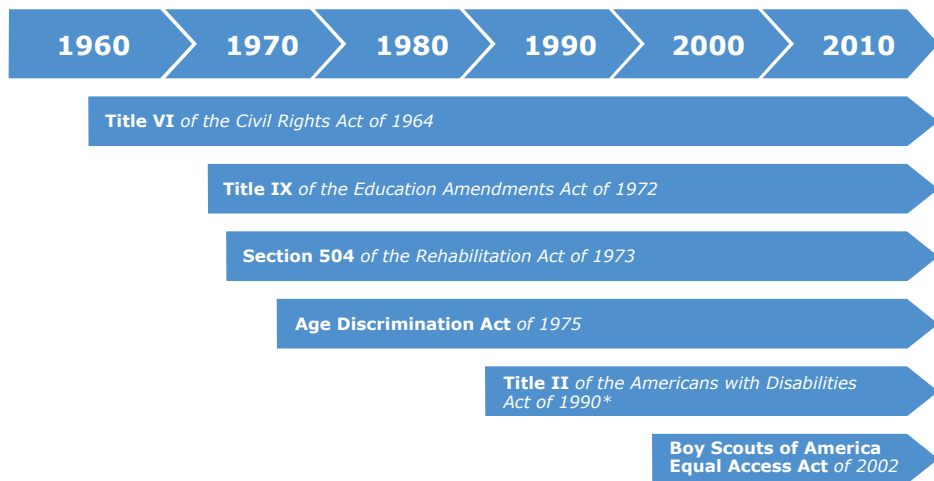 1960 1970 1980 1990 2000 2010
Title VI of the Civil Rights Act of 1964
Title IX of the Education Amendments Act of 1972
Section 504 of the Rehabilitation Act of 1973
Age Discrimination Act of 1975
Title II of the Americans with Disabilities
Act of 1990*
Boy Scouts of America
Equal Access Act of 2002